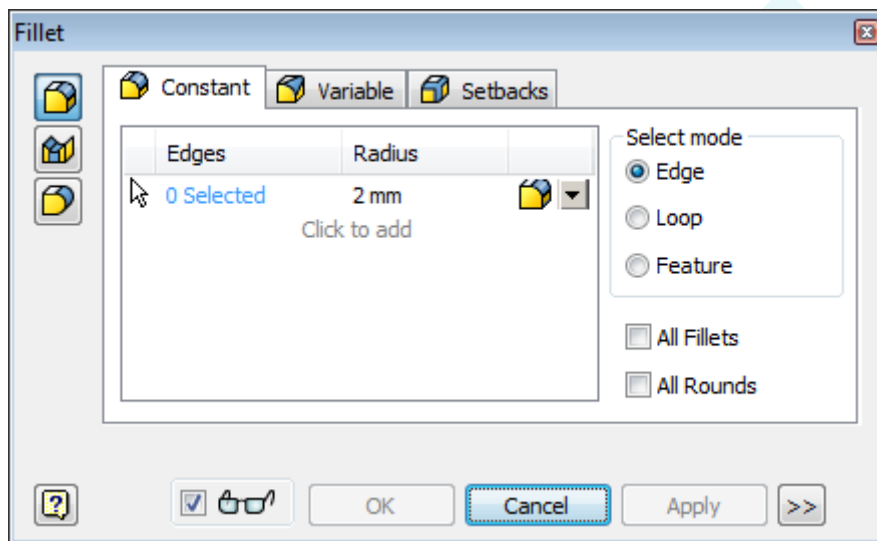 Fillet
Constant Variable Setbacks
Edges Radius
0 Selected 2 mm
Click to add
Select mode
Edge
Loop
Feature
All Fillets
All Rounds
OK Cancel Apply >>